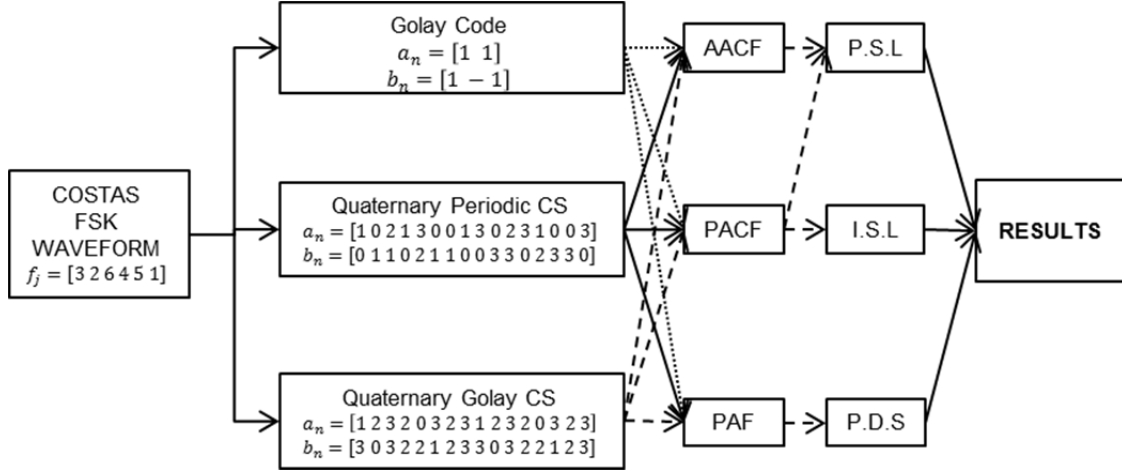 COSTAS
FSK
WAVEFORM
f_j = [3 2 6 4 5 1]
Golay Code
a_n = [1 1]
b_n = [1 − 1]
Quaternary Periodic CS
a_n = [1 0 2 1 3 0 0 1 3 0 2 3 1 0 0 3]
b_n = [0 1 1 0 2 1 1 0 0 3 3 0 2 3 3 0]
Quaternary Golay CS
a_n = [1 2 3 2 0 3 2 3 1 2 3 2 0 3 2 3]
b_n = [3 0 3 2 2 1 2 3 3 0 3 2 2 1 2 3]
AACF
PACF
PAF
P.S.L
I.S.L
P.D.S
RESULTS